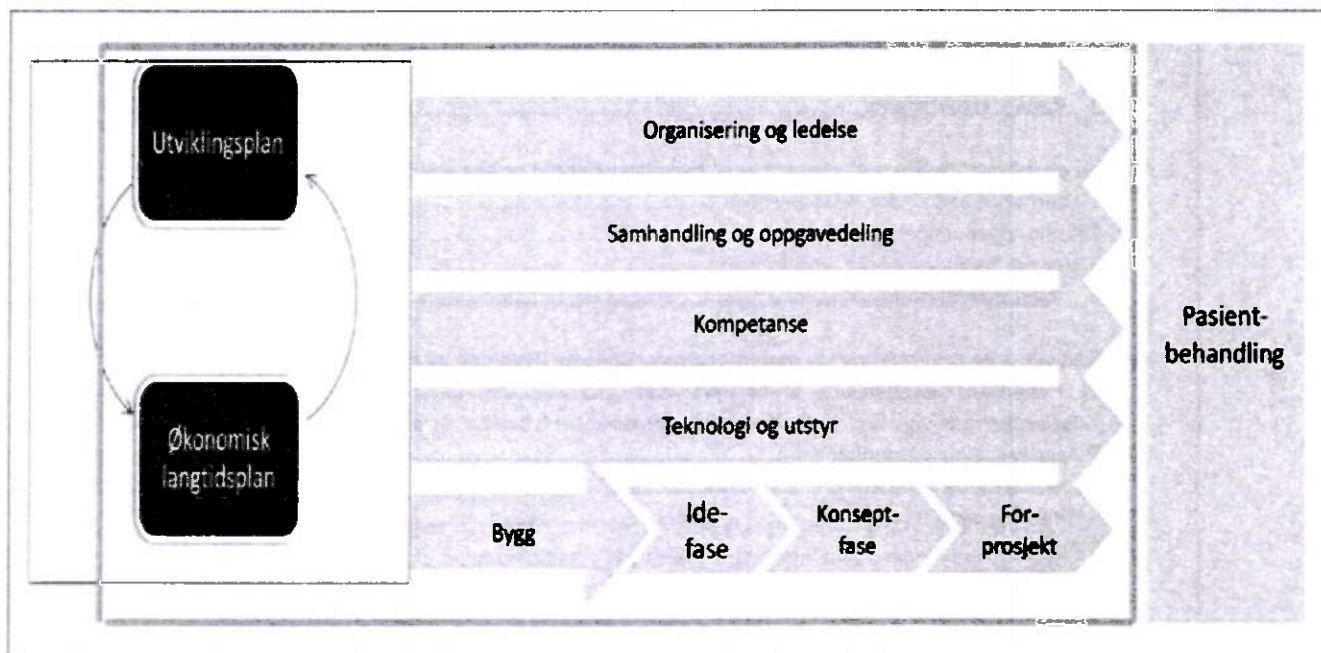 Utviklingsplan
Økonomisk
langtidsplan
Organisering og ledelse
Samhandling og oppgavedeling
Kompetanse
Teknologi og utstyr
Bygg
Ide-
fase
Konsept-
fase
For-
prosjekt
Pasient-
behandling